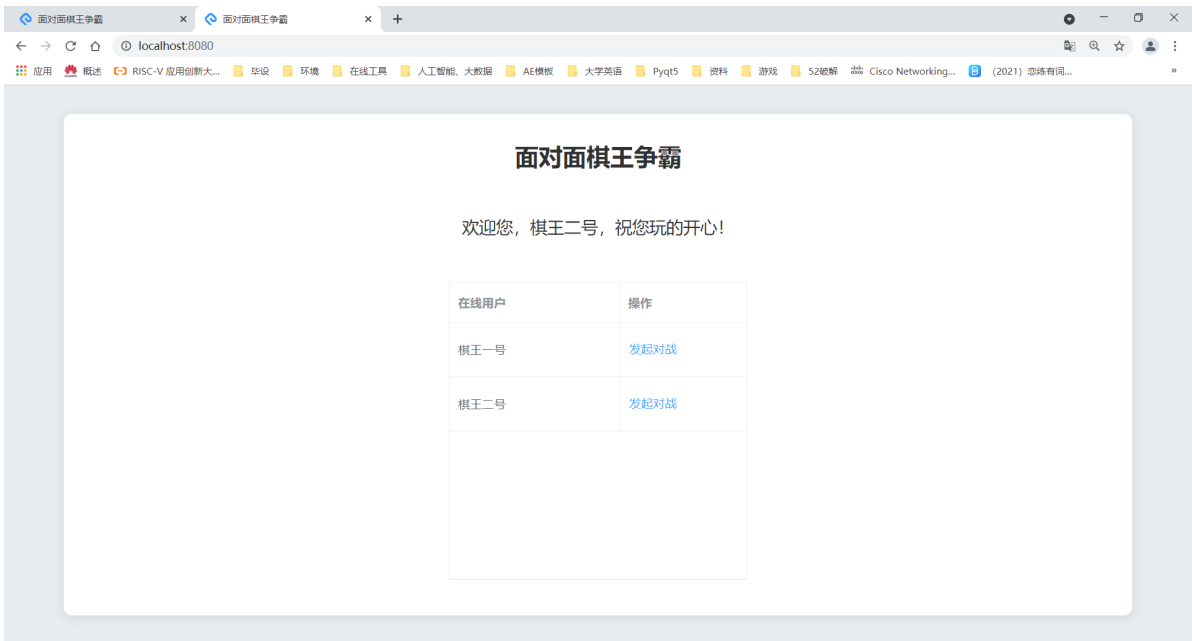 面对面棋王争霸 面对面棋王争霸
localhost:8080
应用 概述 RISC-V 应用创新大... 毕设 环境 在线工具 人工智能、大数据 AE模板 大学英语 Pyqt5 资料 游戏 52破解 Cisco Networking... (2021) 恋练有词... »
面对面棋王争霸
欢迎您，棋王二号，祝您玩的开心！
在线用户 操作
棋王一号 发起对战
棋王二号 发起对战